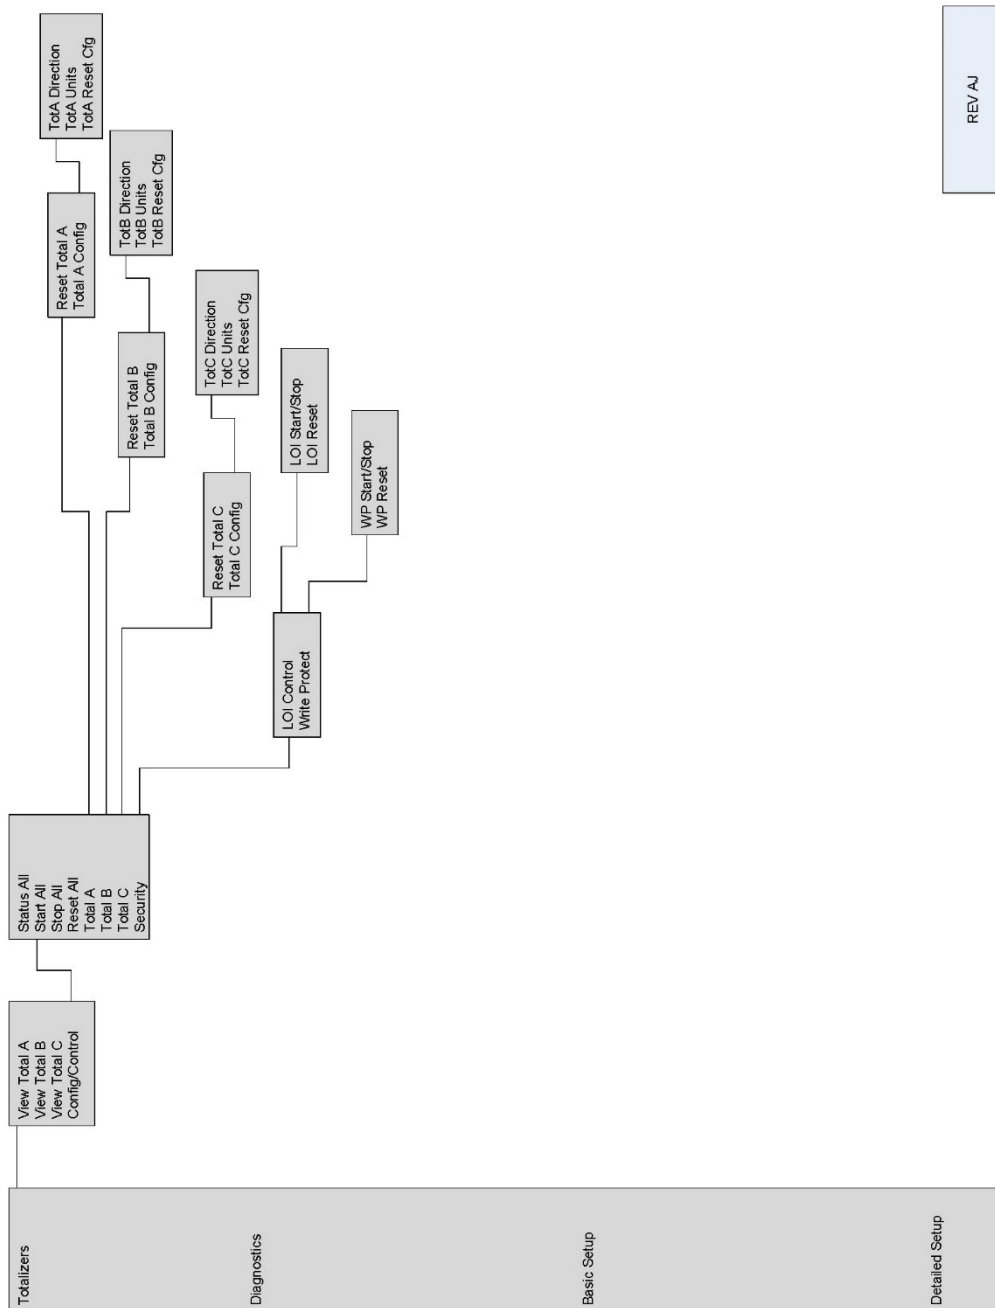 Totalizers
Diagnostics
Basic Setup
Detailed Setup
View Total A
View Total B
View Total C
Config/Control
Status All
Start All
Stop All
Reset All
Total A
Total B
Total C
Security
Reset Total A
Total A Config
TotA Direction
TotA Units
TotA Reset Cfg
Reset Total B
Total B Config
TotB Direction
TotB Units
TotB Reset Cfg
Reset Total C
Total C Config
TotC Direction
TotC Units
TotC Reset Cfg
LOI Control
Write Protect
LOI Start/Stop
LOI Reset
WP Start/Stop
WP Reset
REV AJ